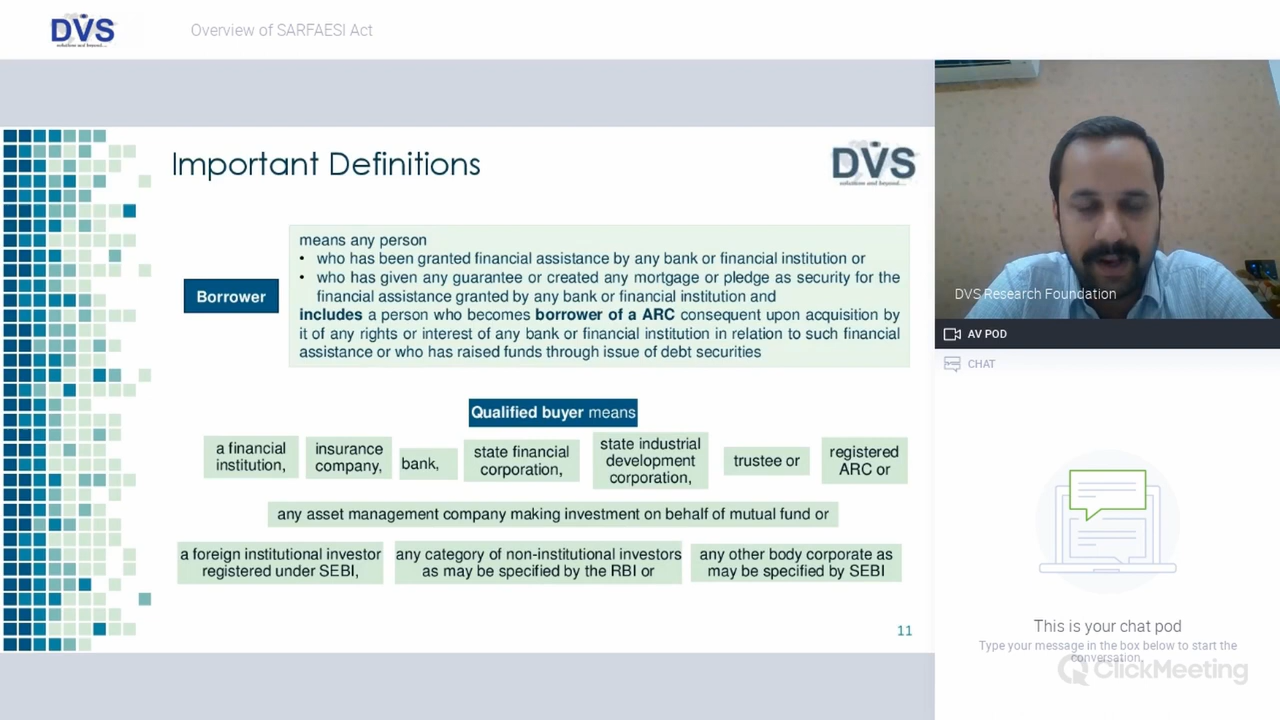 DVS
solutions and beyond....
Overview of SARFAESI Act
Important Definitions
DVS
solutions and beyond....
Borrower
means any person
• who has been granted financial assistance by any bank or financial institution or
• who has given any guarantee or created any mortgage or pledge as security for the
financial assistance granted by any bank or financial institution and
includes a person who becomes borrower of a ARC consequent upon acquisition by
it of any rights or interest of any bank or financial institution in relation to such financial
assistance or who has raised funds through issue of debt securities
Qualified buyer means
a financial
institution,
insurance
company,
bank,
state financial
corporation,
state industrial
development
corporation,
trustee or
registered
ARC or
any asset management company making investment on behalf of mutual fund or
a foreign institutional investor
registered under SEBI,
any category of non-institutional investors
as may be specified by the RBI or
any other body corporate as
may be specified by SEBI
11
DVS Research Foundation
AV POD
CHAT
This is your chat pod
Type your message in the box below to start the
conversation.
ClickMeeting